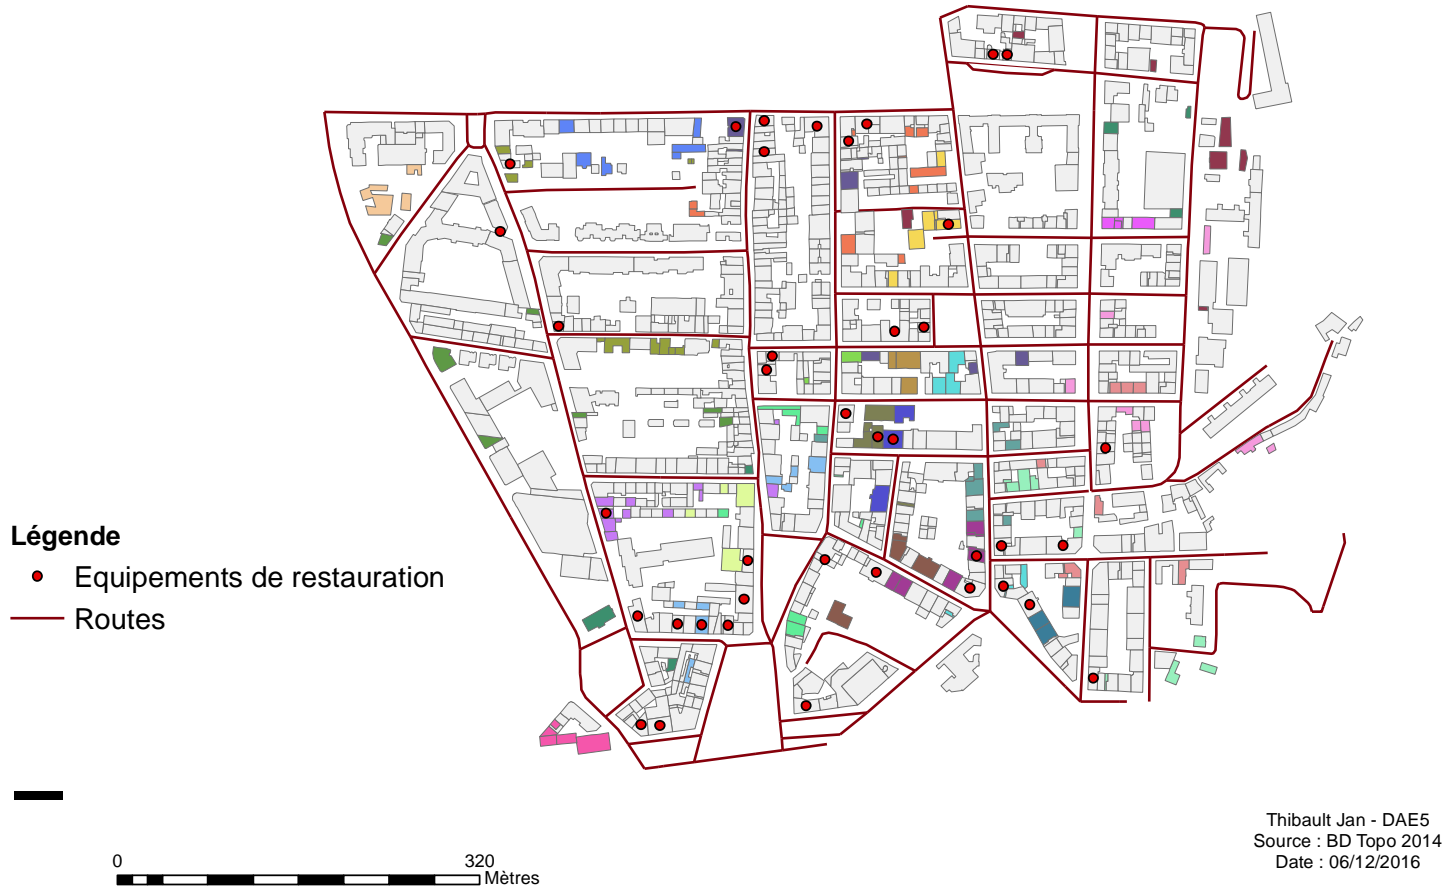 Légende
Equipements de restauration
Routes
0 320
Mètres
Thibault Jan - DAE5
Source : BD Topo 2014
Date : 06/12/2016